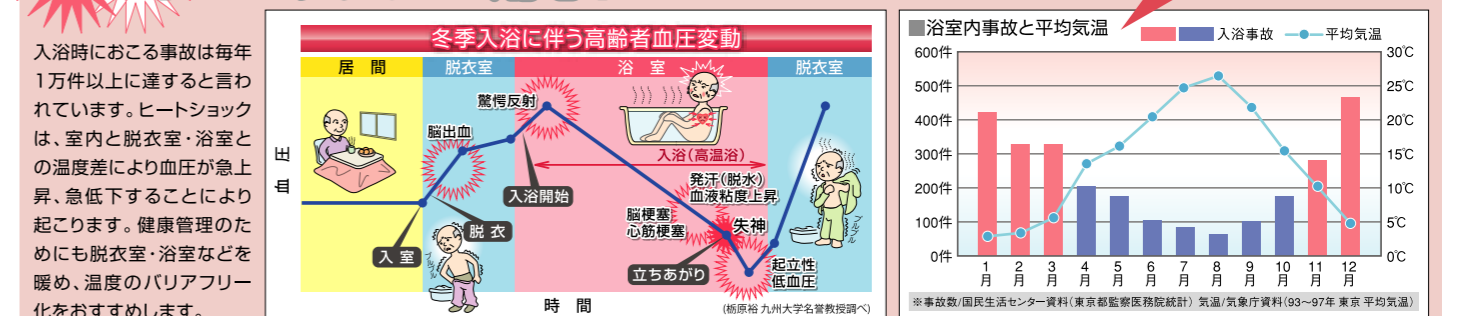 入浴時におこる事故は毎年
1万件以上に達すると言わ
れています。ヒートショック
は、室内と脱衣室・浴室と
の温度差により血圧が急上
昇、急低下することにより
起こります。健康管理のた
めにも脱衣室・浴室などを
暖め、温度のバリアフリー
化をおすすめします。
冬季入浴に伴う高齢者血圧変動
居間
脱衣室
浴室
脱衣室
血圧
驚愕反射
脳出血
入浴(高温浴)
入浴開始
発汗(脱水)
血液粘度上昇
脳梗塞
心筋梗塞
失神
脱衣
入室
ブルブル
立ちあがり
起立性
低血圧
ブルブル
時間
(栃原裕 九州大学名誉教授調べ)
■浴室内事故と平均気温
入浴事故
平均気温
600件
500件
400件
300件
200件
100件
0件
30℃
25℃
20℃
15℃
10℃
5℃
0℃
1月
2月
3月
4月
5月
6月
7月
8月
9月
10月
11月
12月
※事故数/国民生活センター資料(東京都監察医務院統計) 気温/気象庁資料(93〜97年 東京 平均気温)